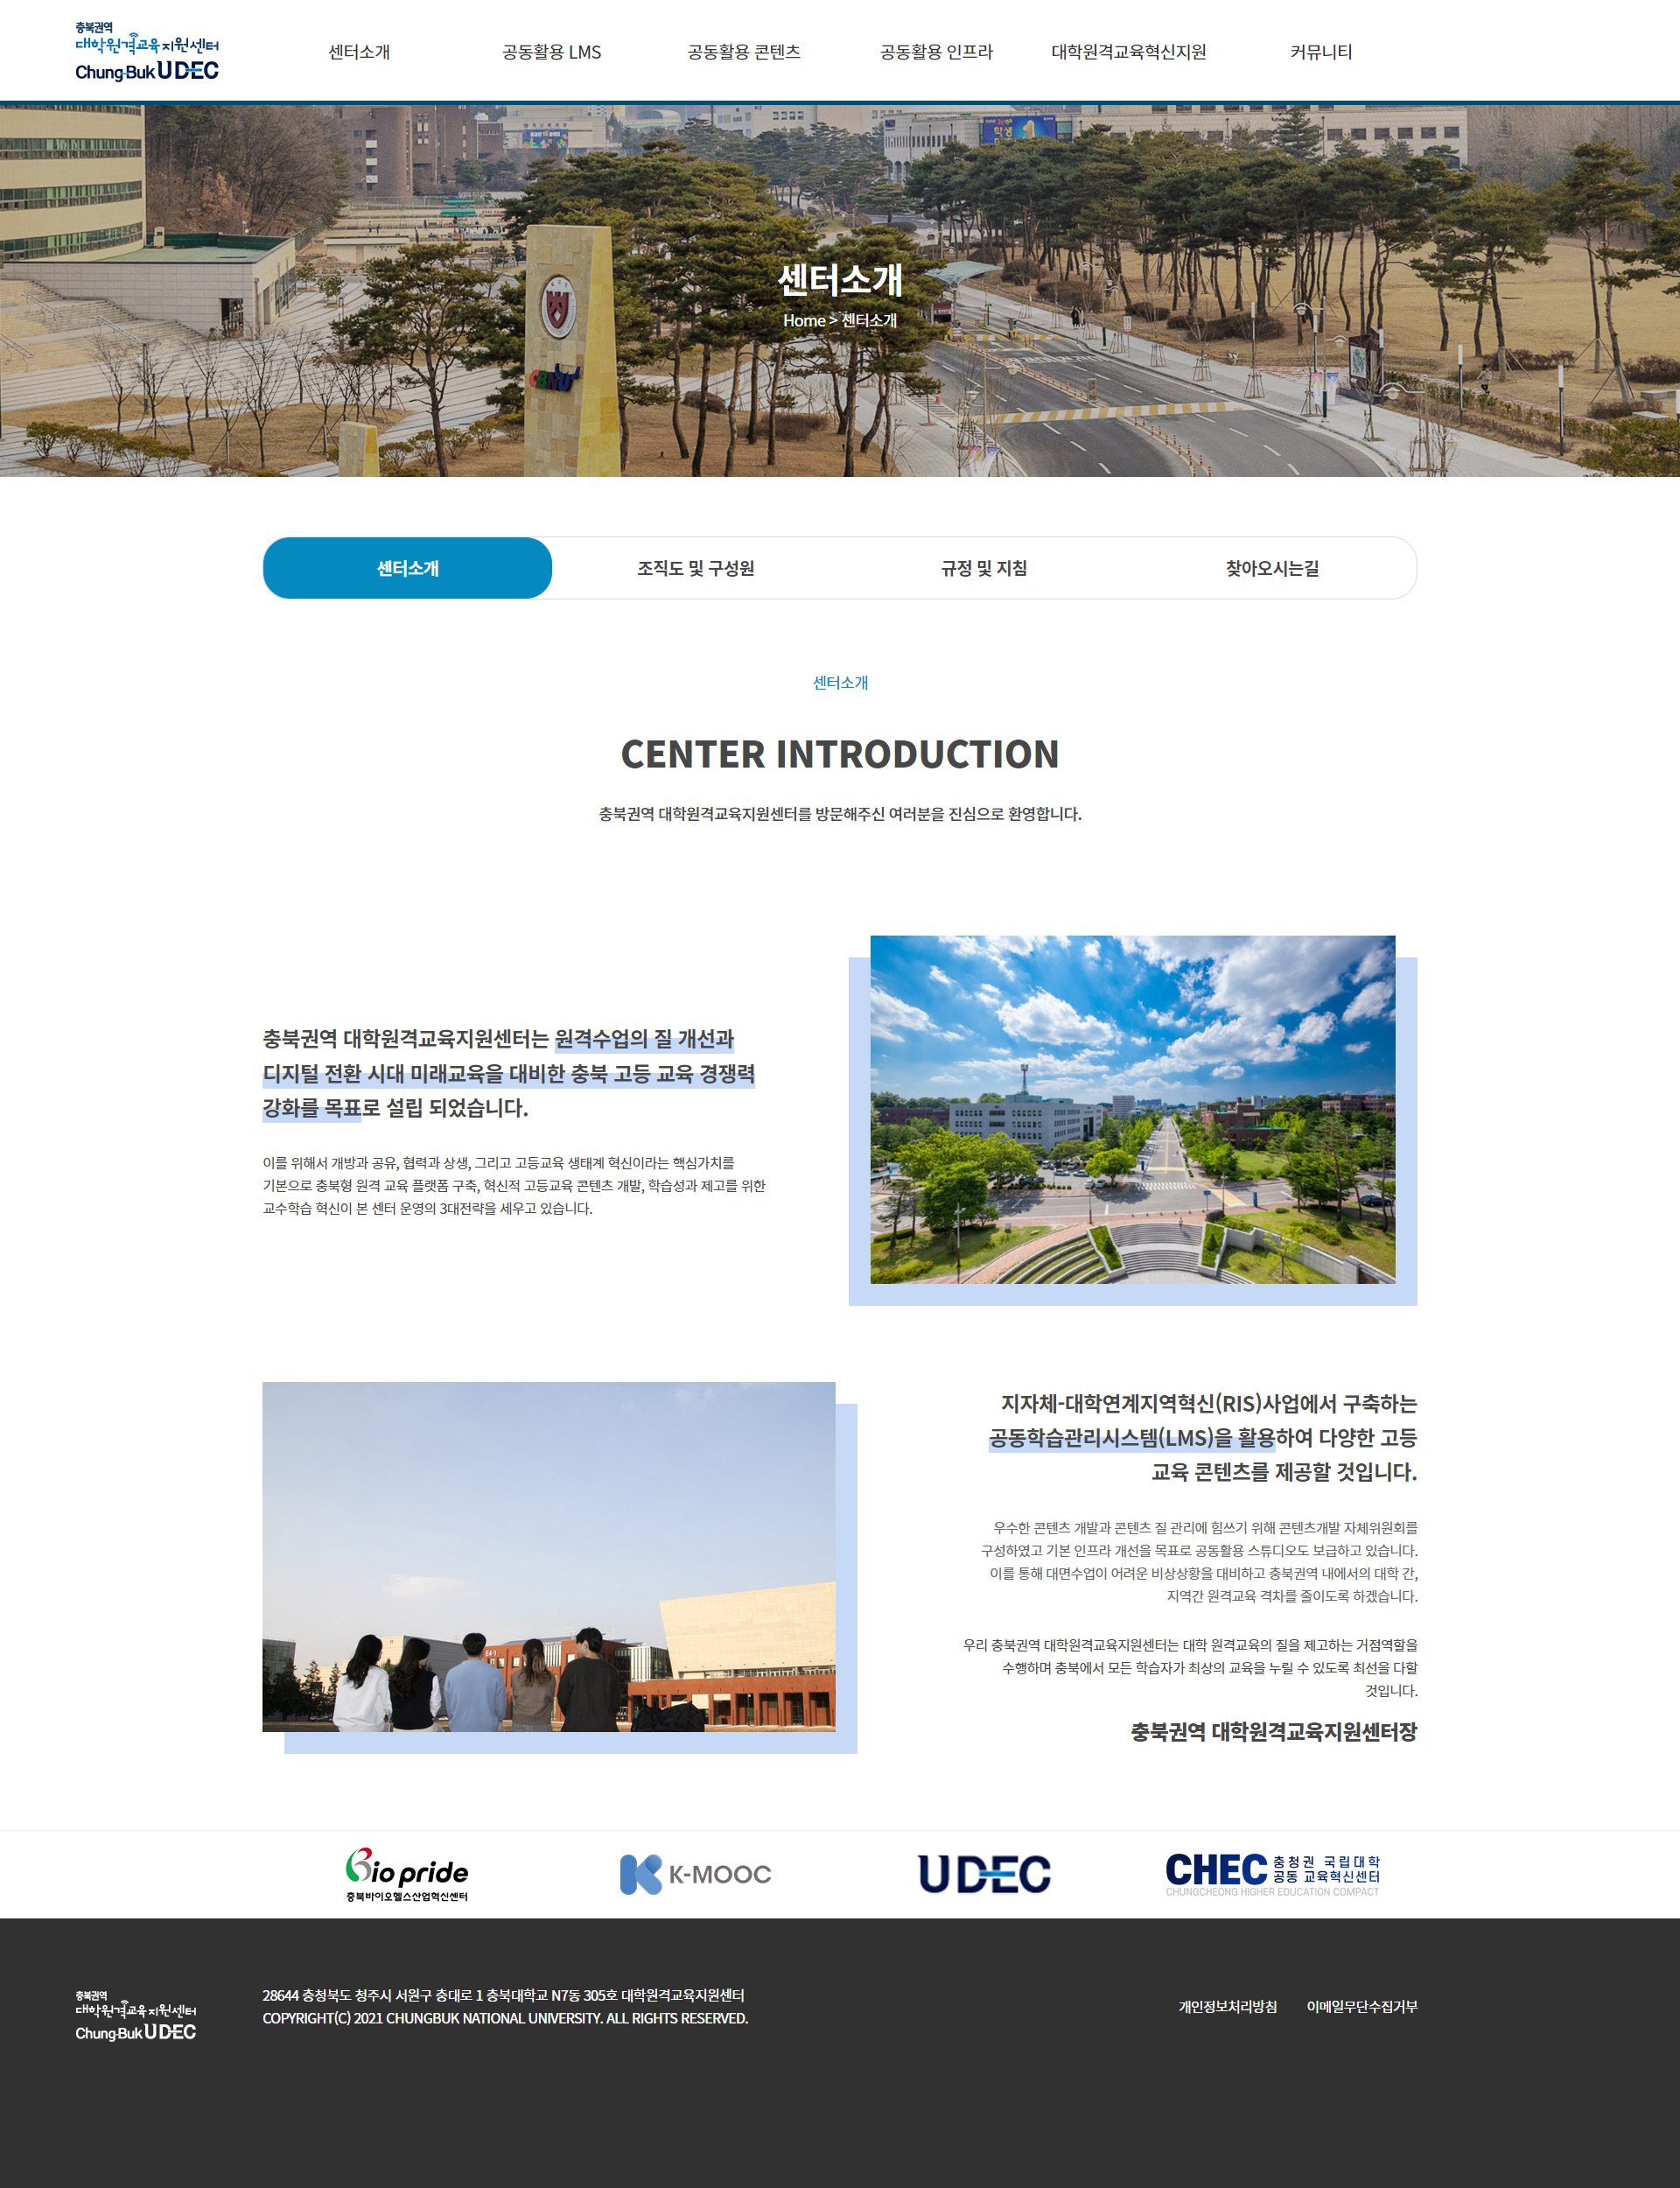 충북권역
대학원격교육지원센터
Chung-Buk UDEC
센터소개
공동활용 LMS
공동활용 콘텐츠
공동활용 인프라
대학원격교육혁신지원
커뮤니티
CBNU
센터소개
Home > 센터소개
센터소개
조직도 및 구성원
규정 및 지침
찾아오시는길
센터소개
CENTER INTRODUCTION
충북권역 대학원격교육지원센터를 방문해주신 여러분을 진심으로 환영합니다.
충북권역 대학원격교육지원센터는 원격수업의 질 개선과
디지털 전환 시대 미래교육을 대비한 충북 고등 교육 경쟁력
강화를 목표로 설립 되었습니다.
이를 위해서 개방과 공유, 협력과 상생, 그리고 고등교육 생태계 혁신이라는 핵심가치를
기본으로 충북형 원격 교육 플랫폼 구축, 혁신적 고등교육 콘텐츠 개발, 학습성과 제고를 위한
교수학습 혁신이 본 센터 운영의 3대전략을 세우고 있습니다.
지자체-대학연계지역혁신(RIS)사업에서 구축하는
공동학습관리시스템(LMS)을 활용하여 다양한 고등
교육 콘텐츠를 제공할 것입니다.
우수한 콘텐츠 개발과 콘텐츠 질 관리에 힘쓰기 위해 콘텐츠개발 자체위원회를
구성하였고 기본 인프라 개선을 목표로 공동활용 스튜디오도 보급하고 있습니다.
이를 통해 대면수업이 어려운 비상상황을 대비하고 충북권역 내에서의 대학 간,
지역간 원격교육 격차를 줄이도록 하겠습니다.
우리 충북권역 대학원격교육지원센터는 대학 원격교육의 질을 제고하는 거점역할을
수행하며 충북에서 모든 학습자가 최상의 교육을 누릴 수 있도록 최선을 다할
것입니다.
충북권역 대학원격교육지원센터장
E4-1
Bio pride
충북바이오헬스산업혁신센터
K-MOOC
UDEC
CHEC 충청권 국립대학
공동 교육혁신센터
CHUNGCHEONG HIGHER EDUCATION COMPACT
충북권역
대학원격교육지원센터
Chung-Buk UDEC
28644 충청북도 청주시 서원구 충대로 1 충북대학교 N7동 305호 대학원격교육지원센터
COPYRIGHT(C) 2021 CHUNGBUK NATIONAL UNIVERSITY. ALL RIGHTS RESERVED.
개인정보처리방침
이메일무단수집거부